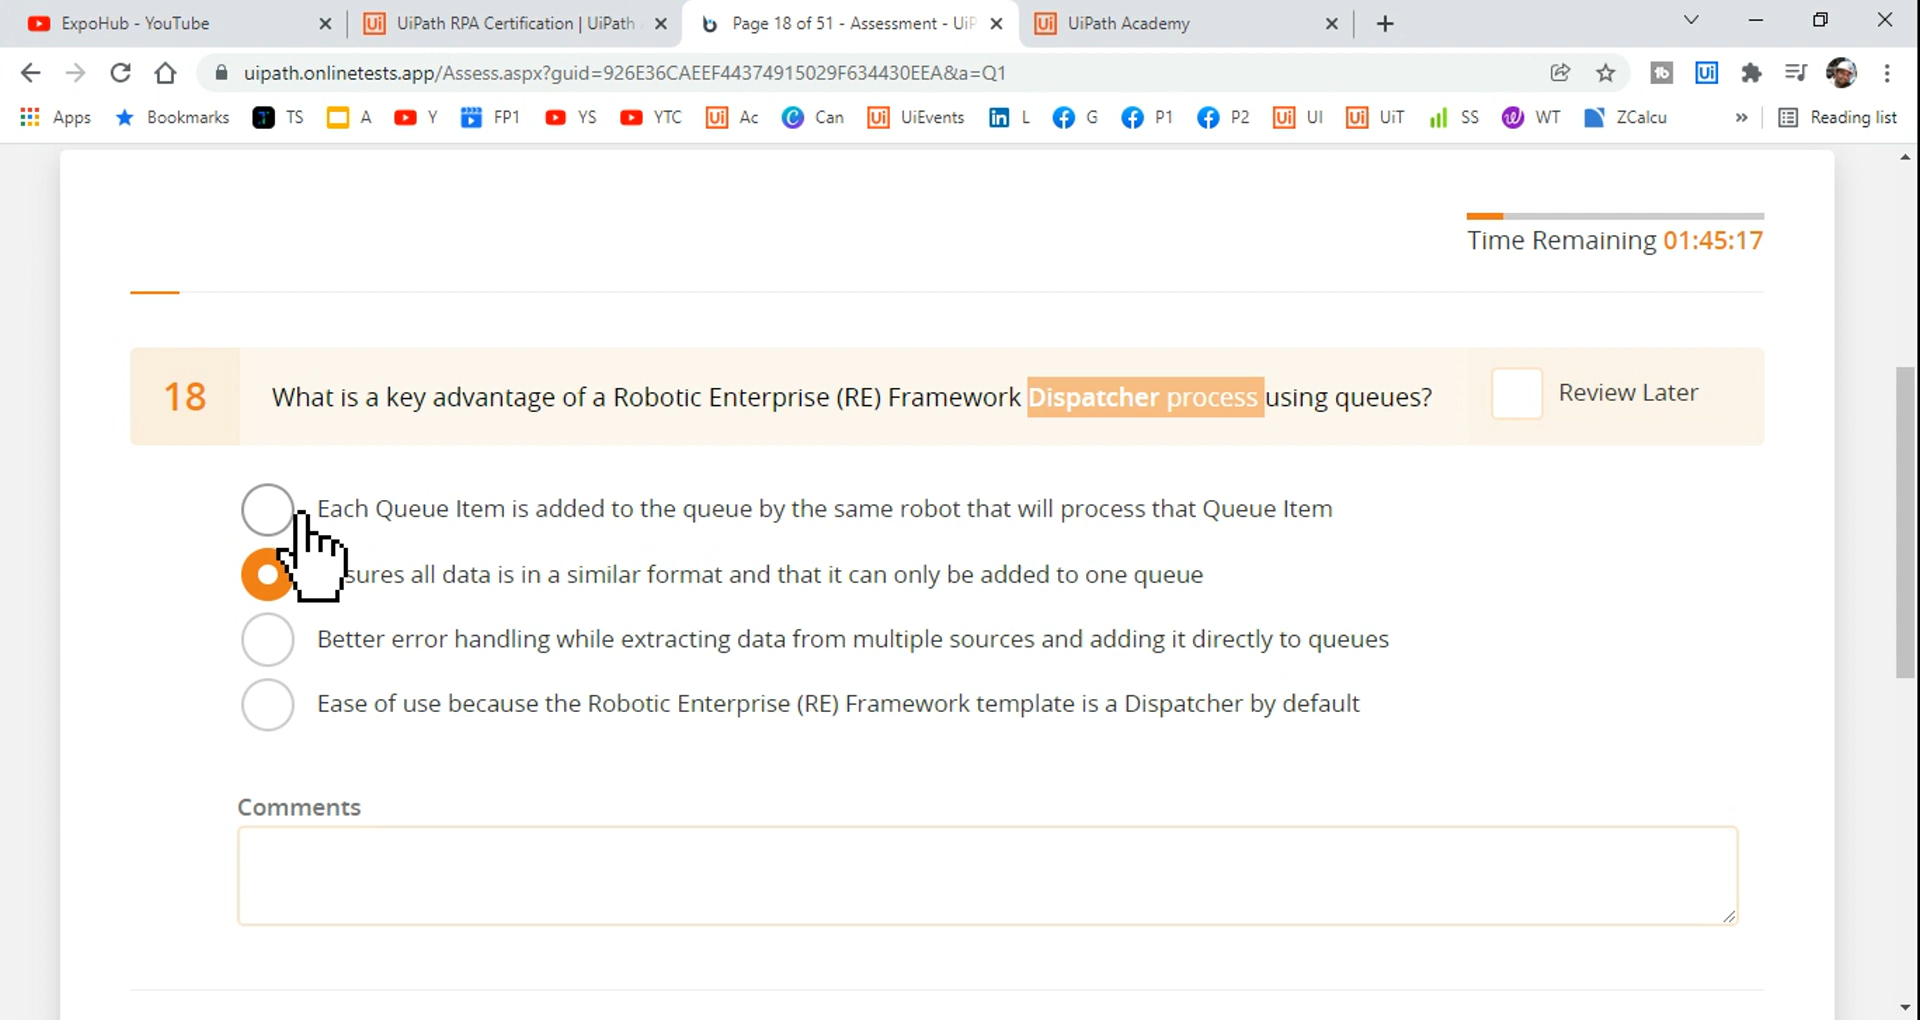 ExpoHub - YouTube
UiPath RPA Certification | UiPath
Page 18 of 51 - Assessment - UiP
UiPath Academy
uipath.onlinetests.app/Assess.aspx?guid=926E36CAEEF44374915029F634430EEA&a=Q1
Apps Bookmarks TS A Y FP1 YS YTC Ac Can UiEvents L G P1 P2 UI UiT SS WT ZCalcu » Reading list
Time Remaining 01:45:17
18 What is a key advantage of a Robotic Enterprise (RE) Framework Dispatcher process using queues? Review Later
Each Queue Item is added to the queue by the same robot that will process that Queue Item
sures all data is in a similar format and that it can only be added to one queue
Better error handling while extracting data from multiple sources and adding it directly to queues
Ease of use because the Robotic Enterprise (RE) Framework template is a Dispatcher by default
Comments